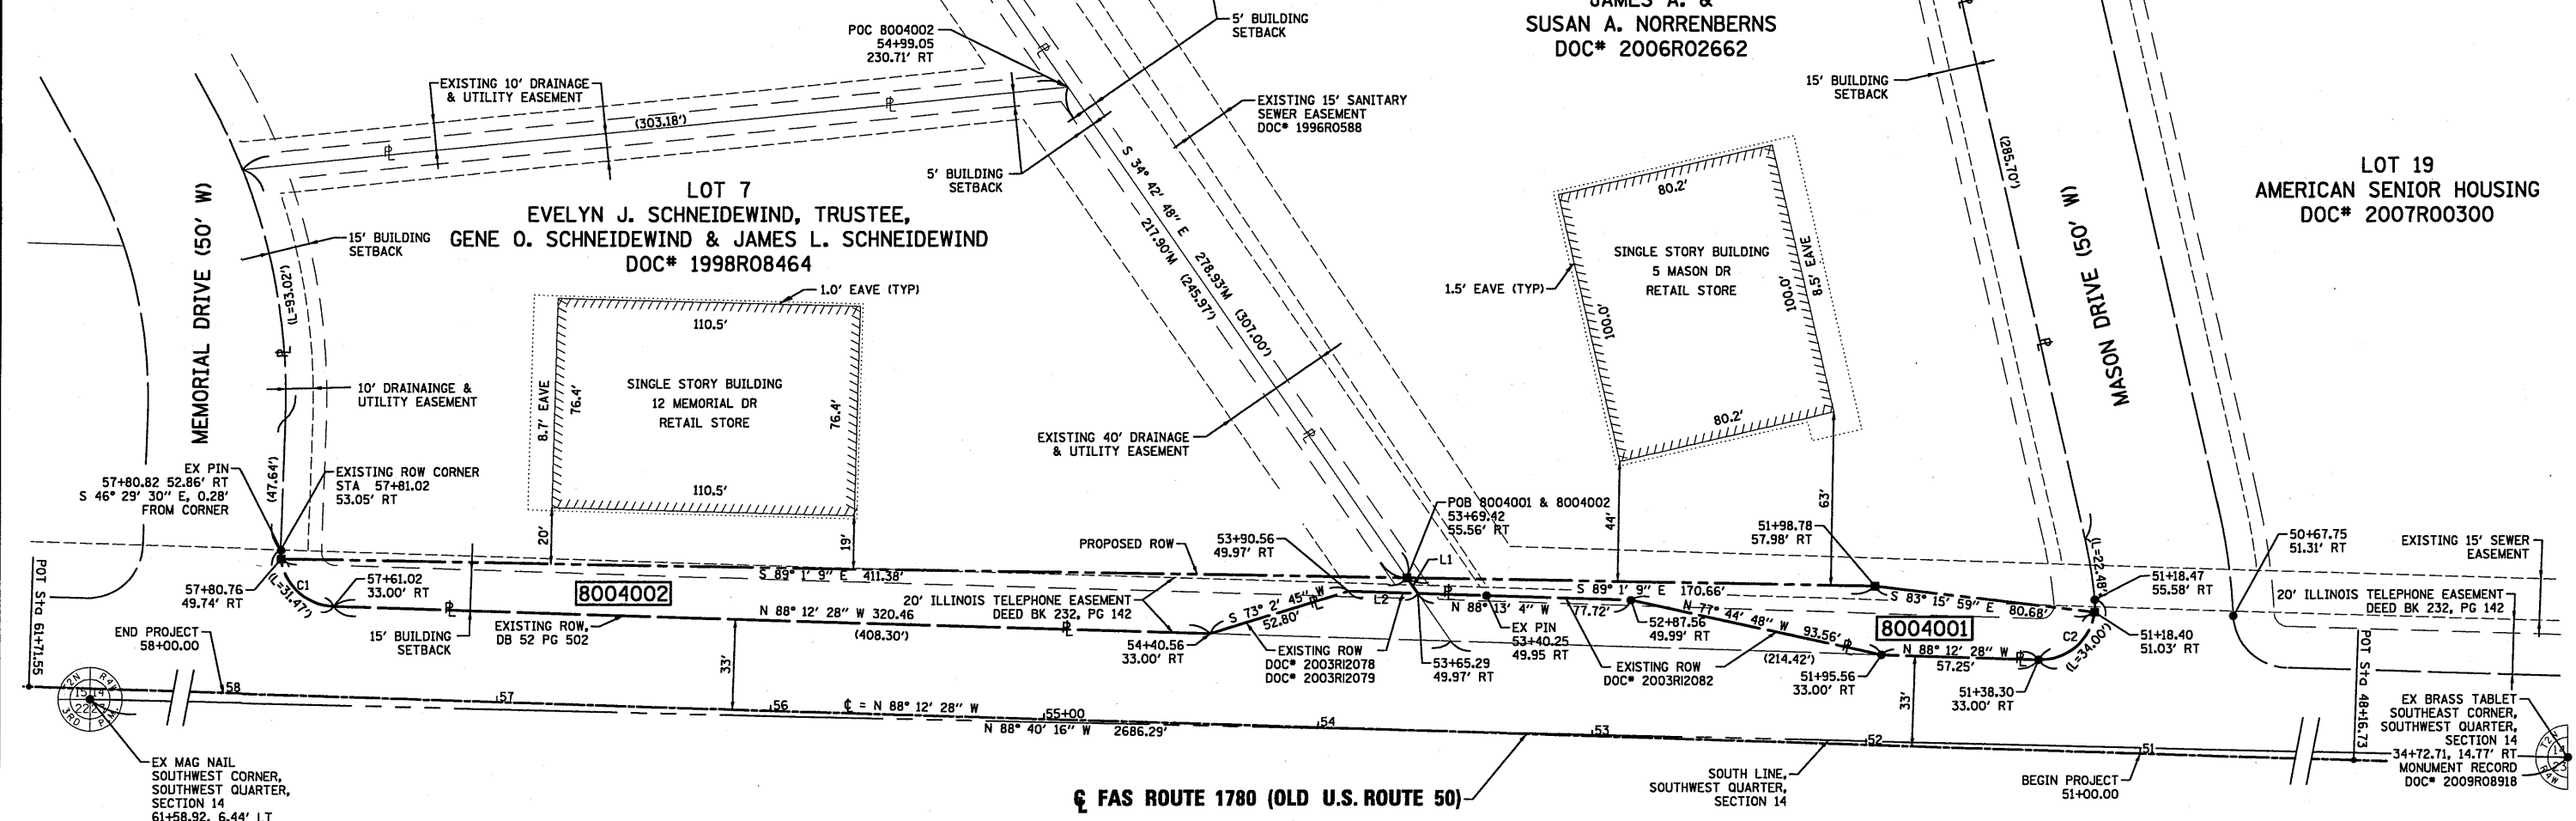 JAMES A. &
SUSAN A. NORRENBERNS
DOC# 2006R02662
5' BUILDING
SETBACK
POC 8004002
54+99.05
230.71' RT
EXISTING 10' DRAINAGE
& UTILITY EASEMENT
(303.18')
EXISTING 15' SANITARY
SEWER EASEMENT
DOC# 1996R0588
5' BUILDING
SETBACK
15' BUILDING
SETBACK
(285.70')
LOT 19
AMERICAN SENIOR HOUSING
DOC# 2007R00300
MEMORIAL DRIVE (50' W)
(L=93.02')
15' BUILDING
SETBACK
LOT 7
EVELYN J. SCHNEIDEWIND, TRUSTEE,
GENE O. SCHNEIDEWIND & JAMES L. SCHNEIDEWIND
DOC# 1998R08464
S 34° 42' 48" E 278.93'M (307.00')
217.90'M (245.97')
80.2'
SINGLE STORY BUILDING
5 MASON DR
RETAIL STORE
8.5' EAVE
100.0'
100.0'
80.2'
1.5' EAVE (TYP)
MASON DRIVE (50' W)
1.0' EAVE (TYP)
110.5'
SINGLE STORY BUILDING
12 MEMORIAL DR
RETAIL STORE
8.7' EAVE
76.4'
76.4'
110.5'
20'
19'
10' DRAINAINGE &
UTILITY EASEMENT
EXISTING 40' DRAINAGE
& UTILITY EASEMENT
(47.64')
EX PIN
57+80.82 52.86' RT
S 46° 29' 30" E, 0.28'
FROM CORNER
EXISTING ROW CORNER
STA 57+81.02
53.05' RT
44'
63'
POB 8004001 & 8004002
53+69.42
55.56' RT
51+98.78
57.98' RT
50+67.75
51.31' RT
EXISTING 15' SEWER
EASEMENT
PROPOSED ROW
53+90.56
49.97' RT
L1
(L=22.48')
POT Sta 61+71.55
57+80.76
49.74' RT
(L=31.47')
C1
57+61.02
33.00' RT
8004002
S 89° 1' 9" E 411.38'
20' ILLINOIS TELEPHONE EASEMENT
DEED BK 232, PG 142
S 73° 2' 45" W
52.80'
L2
N 88° 13' 4" W
77.72'
S 89° 1' 9" E 170.66'
S 83° 15' 59" E 80.68'
51+18.47
55.58' RT
20' ILLINOIS TELEPHONE EASEMENT
DEED BK 232, PG 142
N 88° 12' 28" W 320.46
(408.30')
EXISTING ROW,
DB 52 PG 502
15' BUILDING
SETBACK
END PROJECT
58+00.00
54+40.56
33.00' RT
EXISTING ROW
DOC# 2003R12078
DOC# 2003R12079
53+65.29
49.97' RT
EX PIN
53+40.25
49.95 RT
52+87.56
49.99' RT
N 77° 44' 48" W 93.56'
(214.42')
EXISTING ROW
DOC# 2003R12082
8004001
N 88° 12' 28" W
57.25'
C2
(L=34.00')
51+18.40
51.03' RT
51+95.56
33.00' RT
51+38.30
33.00' RT
33'
33'
POT Sta 48+16.73
58
57
56
55+00
54
53
52
51
℄ = N 88° 12' 28" W
N 88° 40' 16" W 2686.29'
EX MAG NAIL
SOUTHWEST CORNER,
SOUTHWEST QUARTER,
SECTION 14
61+58.92, 6.44' LT
℄ FAS ROUTE 1780 (OLD U.S. ROUTE 50)
SOUTH LINE,
SOUTHWEST QUARTER,
SECTION 14
BEGIN PROJECT
51+00.00
EX BRASS TABLET
SOUTHEAST CORNER,
SOUTHWEST QUARTER,
SECTION 14
34+72.71, 14.77' RT
MONUMENT RECORD
DOC# 2009R08918